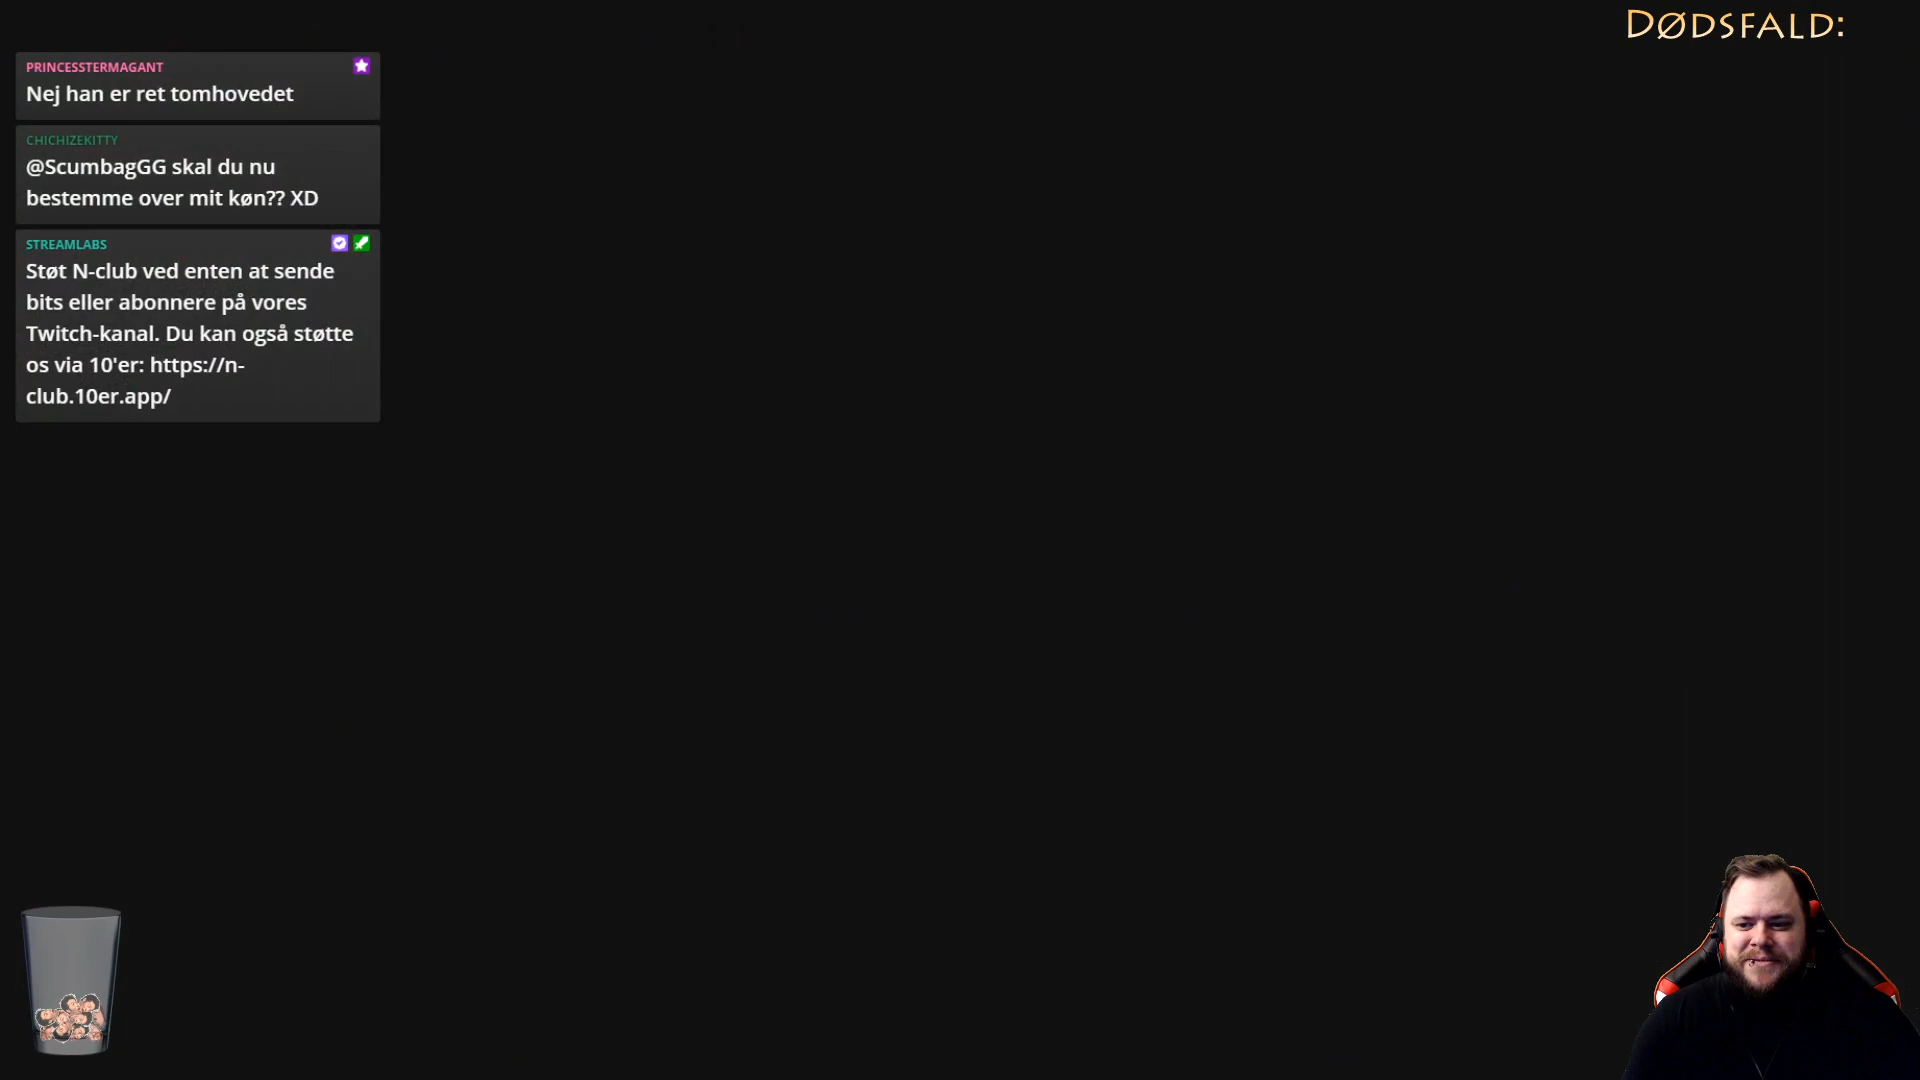 DØDSFALD:
PRINCESSTERMAGANT
Nej han er ret tomhovedet
CHICHIZEKITTY
@ScumbagGG skal du nu
bestemme over mit køn?? XD
STREAMLABS
Støt N-club ved enten at sende
bits eller abonnere på vores
Twitch-kanal. Du kan også støtte
os via 10'er: https://n-
club.10er.app/